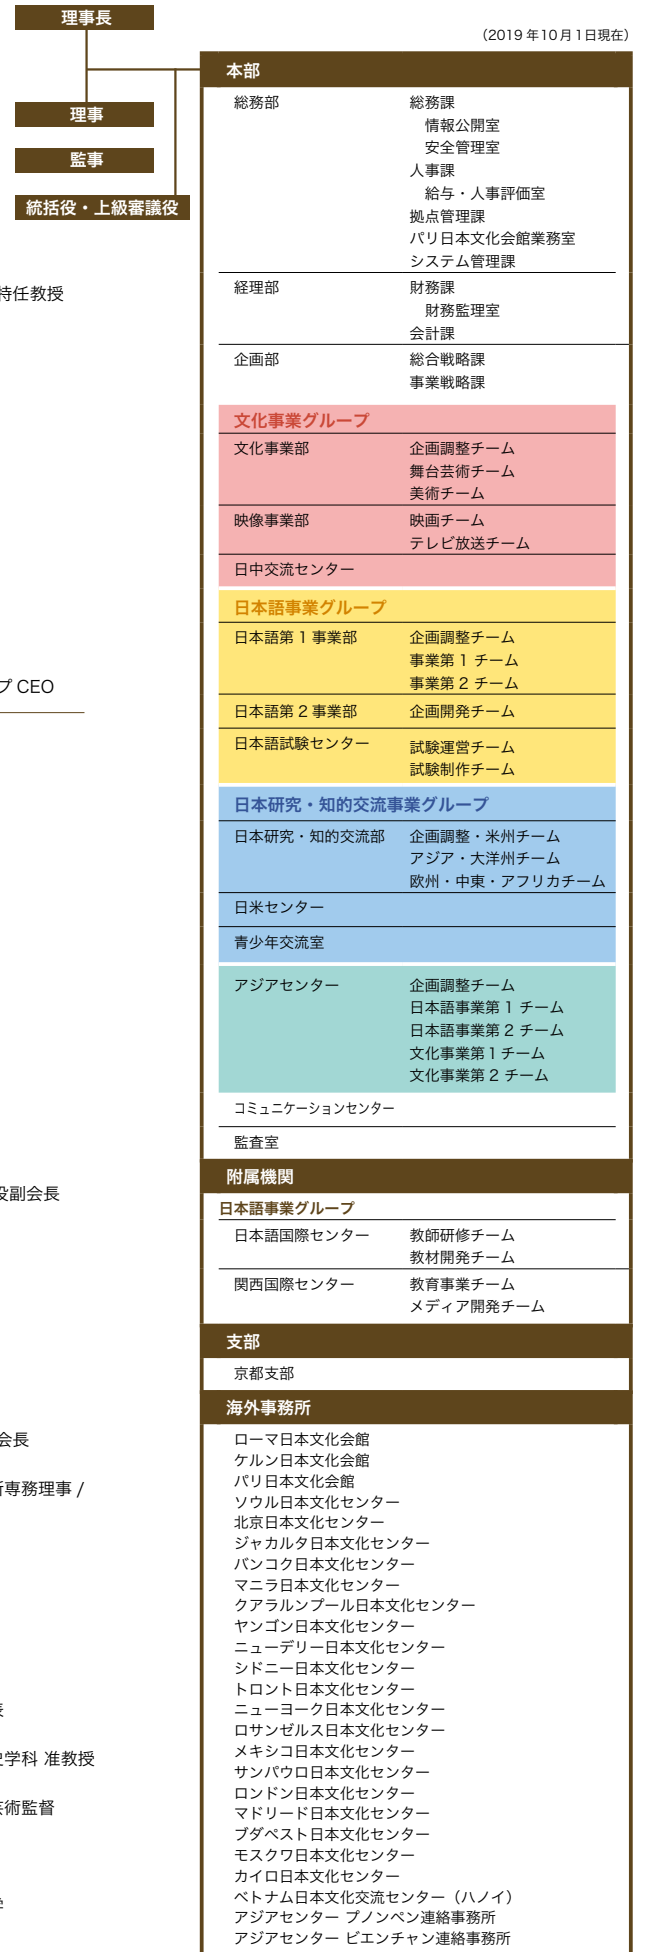 理事長
(2019年10月1日現在)
本部
理事
監事
統括役・上級審議役
総務部 総務課
情報公開室
安全管理室
人事課
給与・人事評価室
拠点管理課
パリ日本文化会館業務室
システム管理課
特任教授
経理部 財務課
財務監理室
会計課
企画部 総合戦略課
事業戦略課
文化事業グループ
文化事業部 企画調整チーム
舞台芸術チーム
美術チーム
映像事業部 映画チーム
テレビ放送チーム
日中交流センター
日本語事業グループ
日本語第1事業部 企画調整チーム
事業第1チーム
事業第2チーム
プ CEO
日本語第2事業部 企画開発チーム
日本語試験センター 試験運営チーム
試験制作チーム
日本研究・知的交流事業グループ
日本研究・知的交流部 企画調整・米州チーム
アジア・大洋州チーム
欧州・中東・アフリカチーム
日米センター
青少年交流室
アジアセンター 企画調整チーム
日本語事業第1チーム
日本語事業第2チーム
文化事業第1チーム
文化事業第2チーム
コミュニケーションセンター
監査室
附属機関
役副会長
日本語事業グループ
日本語国際センター 教師研修チーム
教材開発チーム
関西国際センター 教育事業チーム
メディア開発チーム
支部
京都支部
海外事務所
会長
ローマ日本文化会館
ケルン日本文化会館
パリ日本文化会館
所専務理事 /
ソウル日本文化センター
北京日本文化センター
ジャカルタ日本文化センター
バンコク日本文化センター
マニラ日本文化センター
クアラルンプール日本文化センター
ヤンゴン日本文化センター
ニューデリー日本文化センター
シドニー日本文化センター
トロント日本文化センター
ニューヨーク日本文化センター
ロサンゼルス日本文化センター
メキシコ日本文化センター
史学科 准教授
サンパウロ日本文化センター
ロンドン日本文化センター
芸術監督
マドリード日本文化センター
ブダペスト日本文化センター
モスクワ日本文化センター
カイロ日本文化センター
ベトナム日本文化交流センター（ハノイ）
アジアセンター プノンペン連絡事務所
アジアセンター ビエンチャン連絡事務所